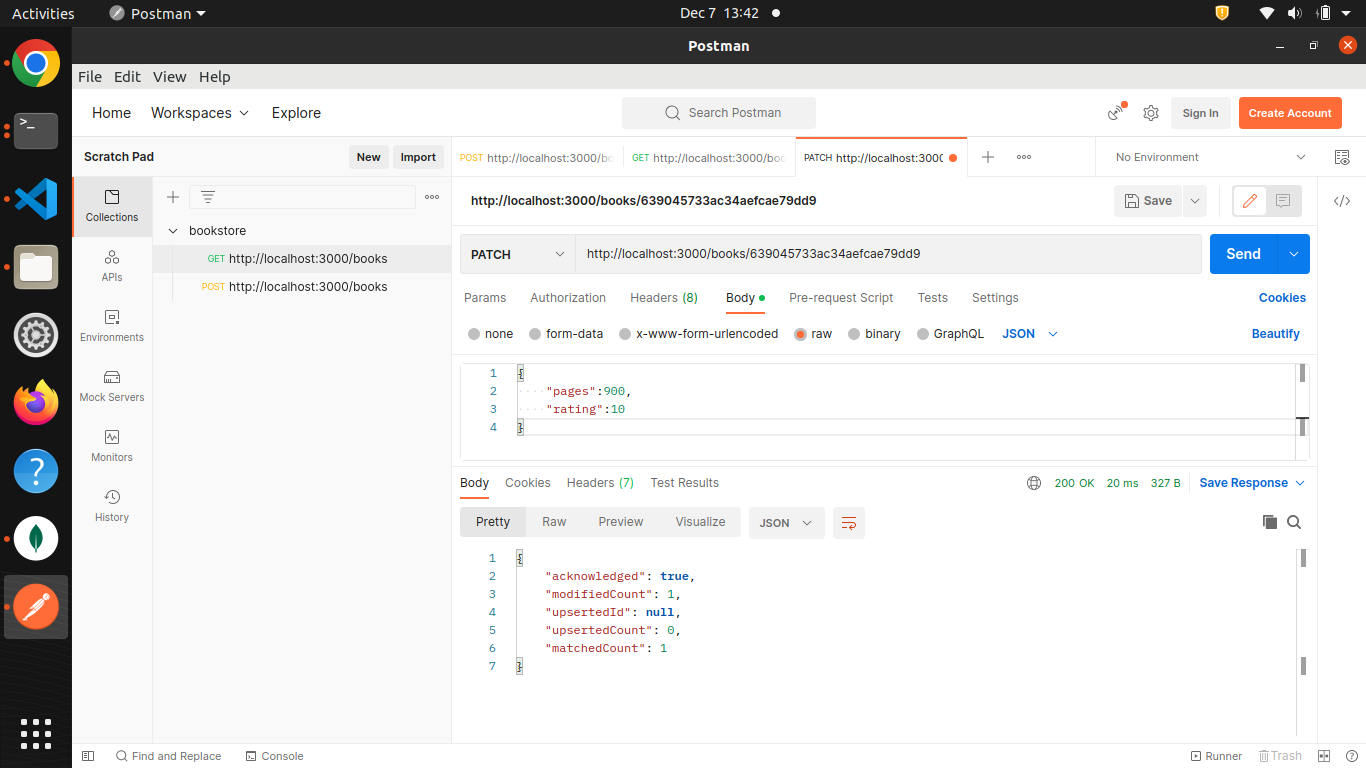 Activities
Postman
Dec 7 13:42
Postman
File Edit View Help
Home Workspaces Explore
Search Postman
Sign In
Create Account
Scratch Pad
New
Import
POST http://localhost:3000/bo
GET http://localhost:3000/boo
PATCH http://localhost:3000
No Environment
Collections
APIs
Environments
Mock Servers
Monitors
History
bookstore
GET http://localhost:3000/books
POST http://localhost:3000/books
http://localhost:3000/books/639045733ac34aefcae79dd9
Save
PATCH
http://localhost:3000/books/639045733ac34aefcae79dd9
Send
Params Authorization Headers (8) Body Pre-request Script Tests Settings Cookies
none form-data x-www-form-urlencoded raw binary GraphQL JSON Beautify
1 {
2 "pages":900,
3 "rating":10
4 }
Body Cookies Headers (7) Test Results
200 OK 20 ms 327 B Save Response
Pretty Raw Preview Visualize JSON
1 {
2 "acknowledged": true,
3 "modifiedCount": 1,
4 "upsertedId": null,
5 "upsertedCount": 0,
6 "matchedCount": 1
7 }
Find and Replace
Console
Runner
Trash